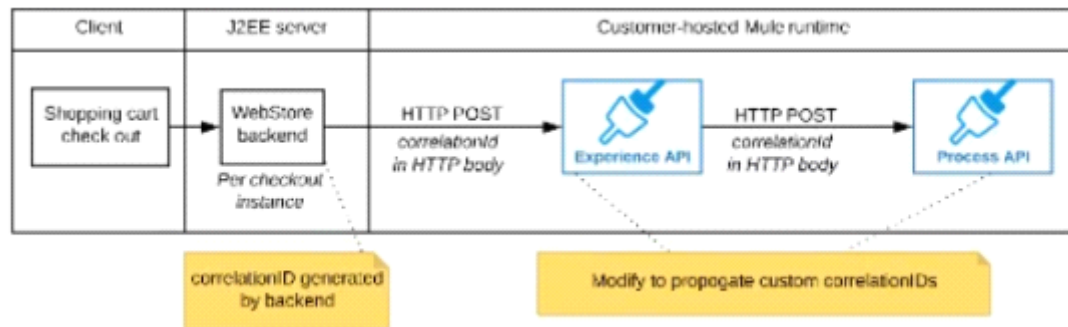 Client
J2EE server
Customer-hosted Mule runtime
Shopping cart
check out
WebStore
backend
Per checkout
instance
HTTP POST
correlationId
in HTTP body
Experience API
HTTP POST
correlationId
in HTTP body
Process API
correlationID generated
by backend
Modify to propogate custom correlationIDs